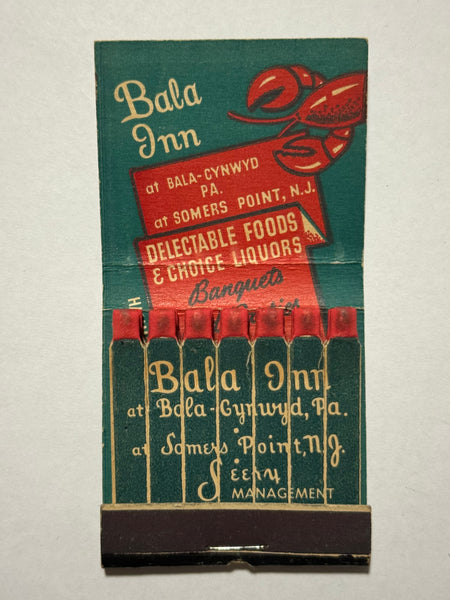 Bala
Inn
at BALA-CYNWYD
PA.
at SOMERS POINT, N.J.
DELECTABLE FOODS
& CHOICE LIQUORS
Banquets
Bala Inn
at Bala-Cynwyd, Pa.
at Somers Point, N.J.
Seery
MANAGEMENT